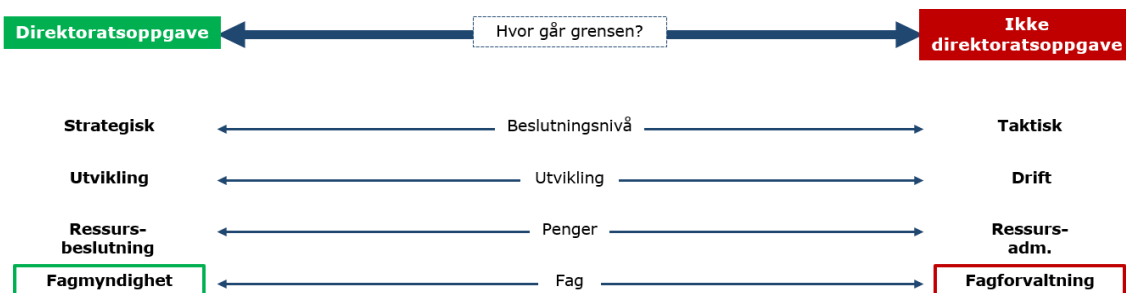 Direktoratsoppgave
Hvor går grensen?
Ikke
direktoratsoppgave
Strategisk
Beslutningsnivå
Taktisk
Utvikling
Utvikling
Drift
Ressurs-
beslutning
Penger
Ressurs-
adm.
Fagmyndighet
Fag
Fagforvaltning